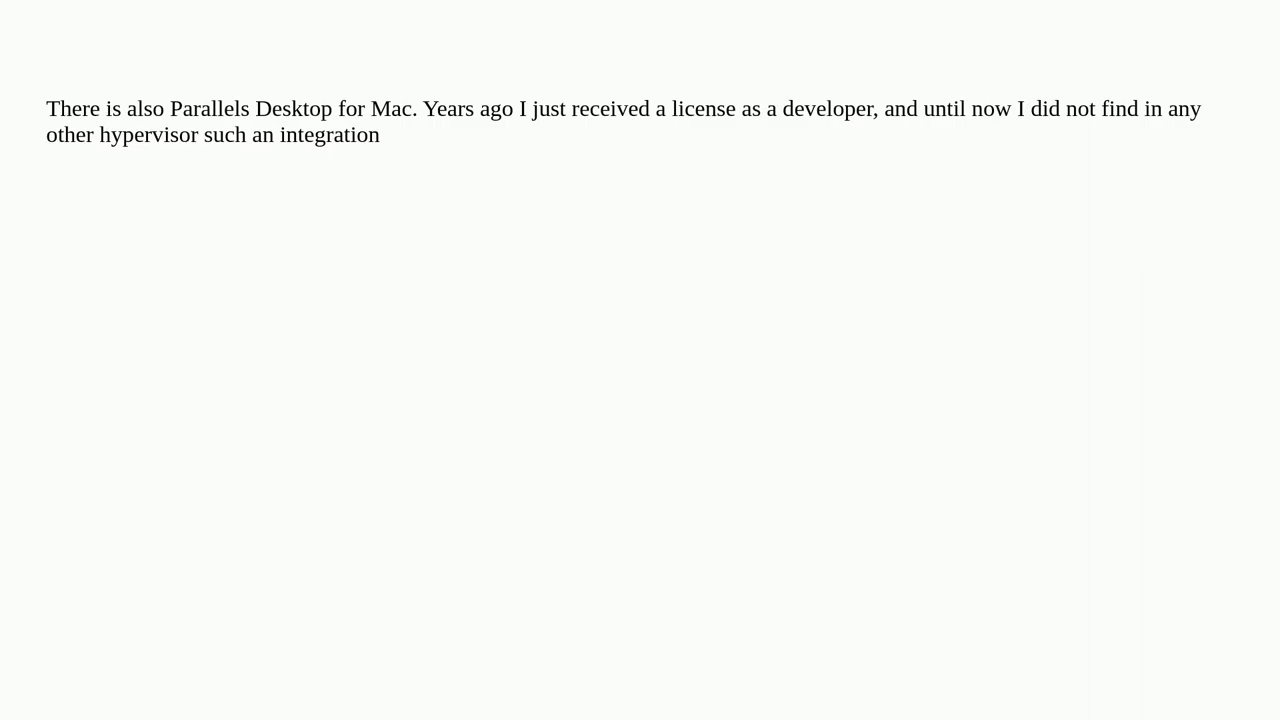 There is also Parallels Desktop for Mac. Years ago I just received a license as a developer, and until now I did not find in any
other hypervisor such an integration